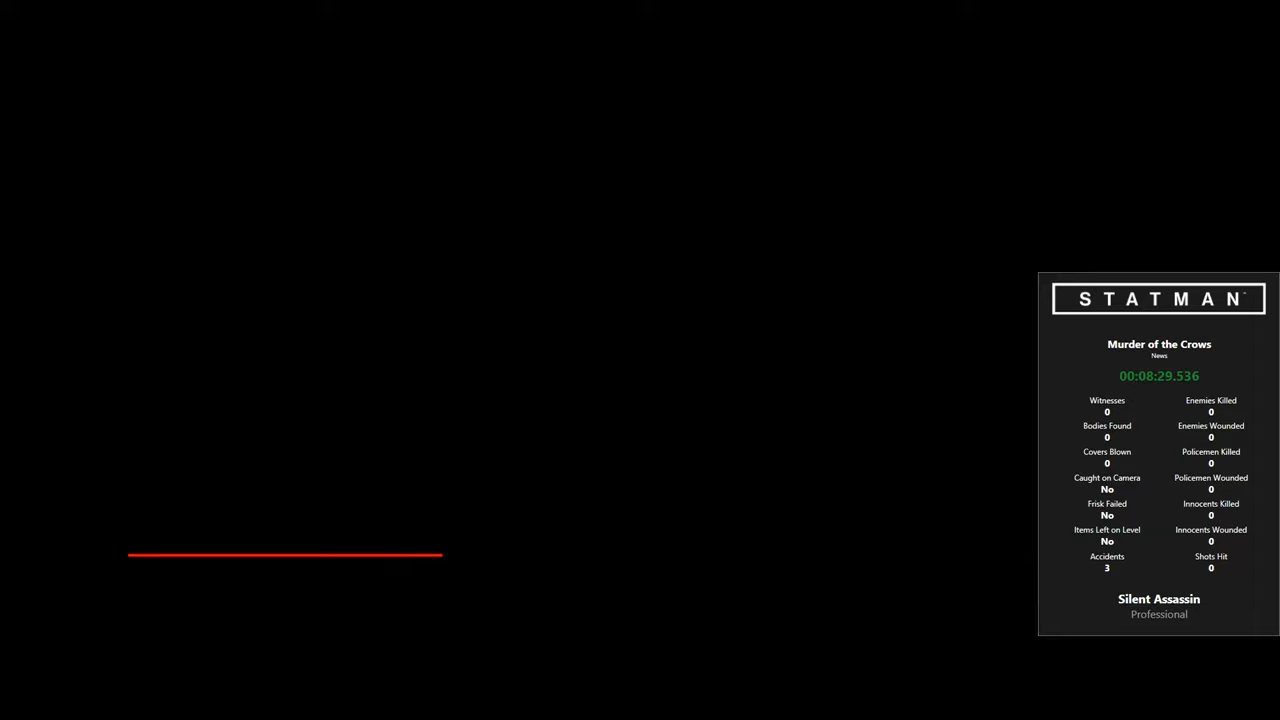 STATMAN
Murder of the Crows
News
00:08:29.536
Witnesses Enemies Killed
0 0
Bodies Found Enemies Wounded
0 0
Covers Blown Policemen Killed
0 0
Caught on Camera Policemen Wounded
No 0
Frisk Failed Innocents Killed
No 0
Items Left on Level Innocents Wounded
No 0
Accidents Shots Hit
3 0
Silent Assassin
Professional